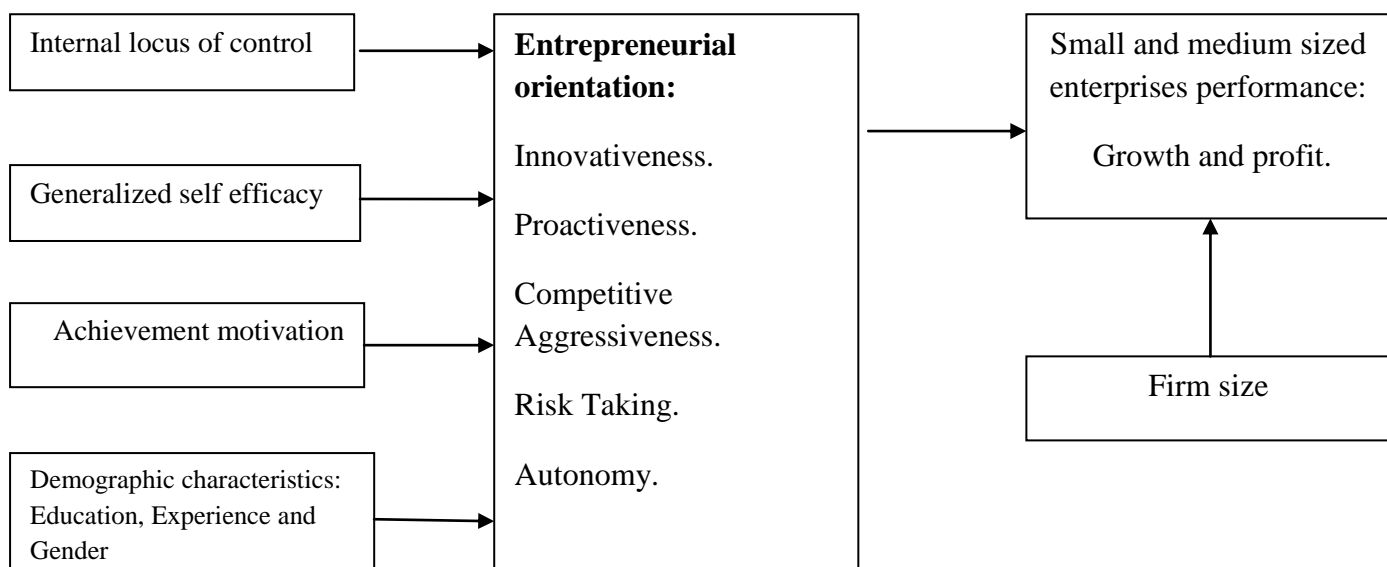 Internal locus of control
Generalized self efficacy
Achievement motivation
Demographic characteristics:
Education, Experience and
Gender
Entrepreneurial
orientation:
Innovativeness.
Proactiveness.
Competitive
Aggressiveness.
Risk Taking.
Autonomy.
Small and medium sized
enterprises performance:
Growth and profit.
Firm size